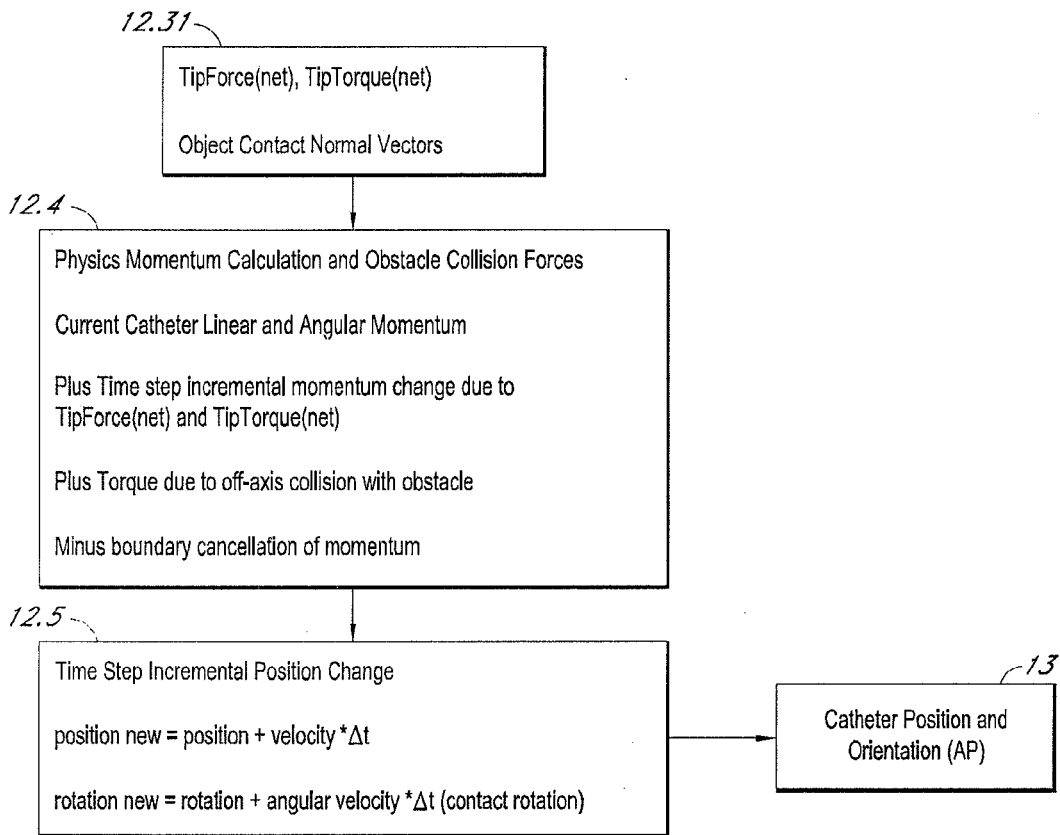 12.31
TipForce(net), TipTorque(net)
Object Contact Normal Vectors
12.4
Physics Momentum Calculation and Obstacle Collision Forces
Current Catheter Linear and Angular Momentum
Plus Time step incremental momentum change due to
TipForce(net) and TipTorque(net)
Plus Torque due to off-axis collision with obstacle
Minus boundary cancellation of momentum
12.5
Time Step Incremental Position Change
position new = position + velocity *Δt
rotation new = rotation + angular velocity *Δt (contact rotation)
13
Catheter Position and
Orientation (AP)